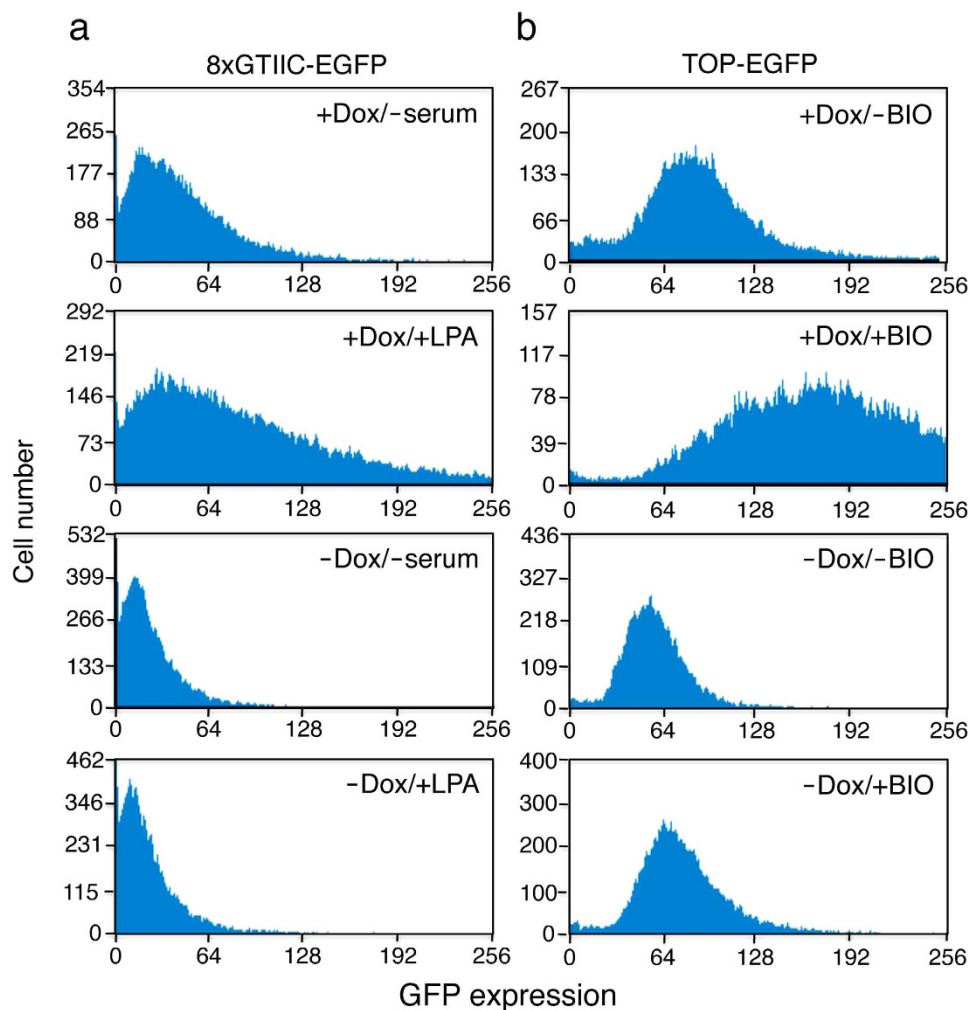 a
b
8xGTIIC-EGFP
TOP-EGFP
354
265
177
88
0
+Dox/−serum
0 64 128 192 256
267
200
133
66
0
+Dox/−BIO
0 64 128 192 256
292
219
146
73
0
+Dox/+LPA
0 64 128 192 256
157
117
78
39
0
+Dox/+BIO
0 64 128 192 256
Cell number
532
399
266
133
0
−Dox/−serum
0 64 128 192 256
436
327
218
109
0
−Dox/−BIO
0 64 128 192 256
462
346
231
115
0
−Dox/+LPA
0 64 128 192 256
400
300
200
100
0
−Dox/+BIO
0 64 128 192 256
GFP expression